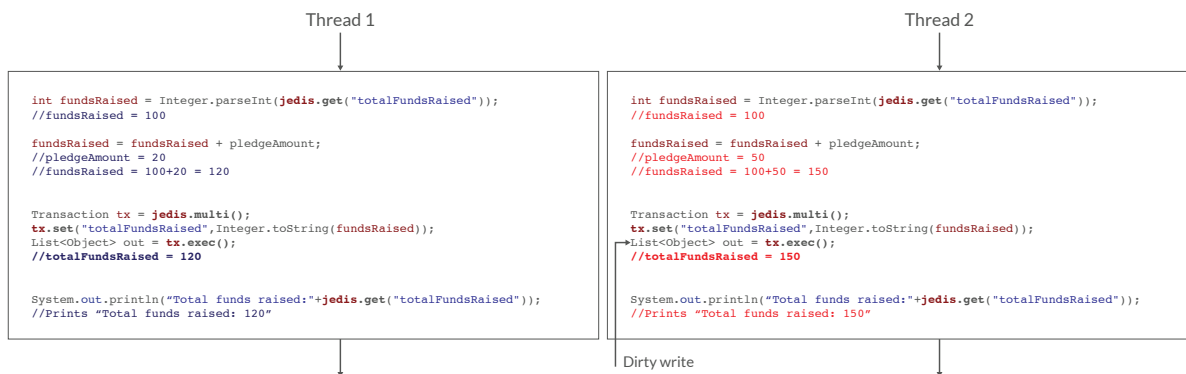 Thread 1
int fundsRaised = Integer.parseInt(jedis.get("totalFundsRaised"));
//fundsRaised = 100
fundsRaised = fundsRaised + pledgeAmount;
//pledgeAmount = 20
//fundsRaised = 100+20 = 120
Transaction tx = jedis.multi();
tx.set("totalFundsRaised",Integer.toString(fundsRaised));
List<Object> out = tx.exec();
//totalFundsRaised = 120
System.out.println(“Total funds raised:"+jedis.get("totalFundsRaised"));
//Prints “Total funds raised: 120”
Thread 2
int fundsRaised = Integer.parseInt(jedis.get("totalFundsRaised"));
//fundsRaised = 100
fundsRaised = fundsRaised + pledgeAmount;
//pledgeAmount = 50
//fundsRaised = 100+50 = 150
Transaction tx = jedis.multi();
tx.set("totalFundsRaised",Integer.toString(fundsRaised));
List<Object> out = tx.exec();
//totalFundsRaised = 150
System.out.println(“Total funds raised:"+jedis.get("totalFundsRaised"));
//Prints “Total funds raised: 150”
Dirty write